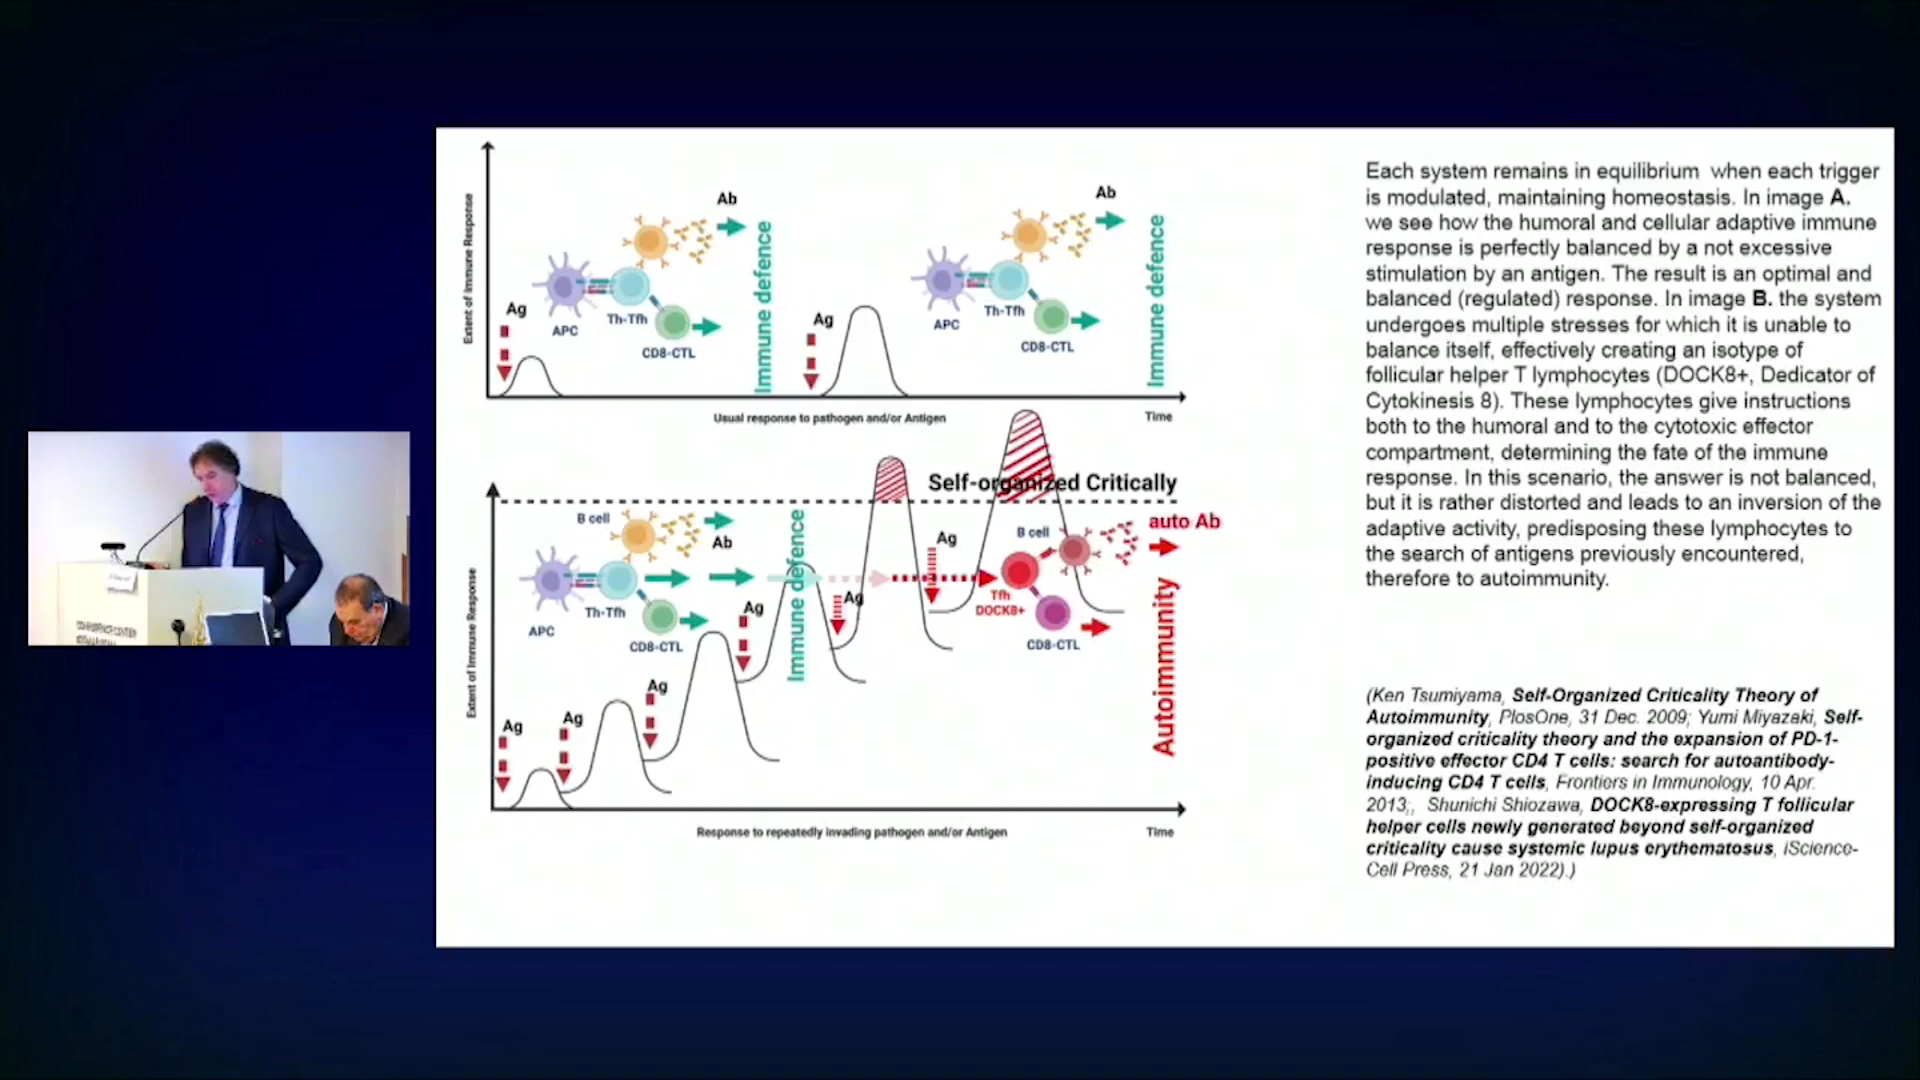 Extent of Immune Response
Ag
APC
Th-Tfh
CD8-CTL
Ab
Immune defence
Ag
APC
Th-Tfh
CD8-CTL
Ab
Immune defence
Usual response to pathogen and/or Antigen
Time
Self-organized Critically
Extent of Immune Response
B cell
Ab
APC
Th-Tfh
CD8-CTL
Immune defence
Ag
Ag
Ag
Ag
Ag
Ag
B cell
auto Ab
Tfh
DOCK8+
CD8-CTL
Autoimmunity
Response to repeatedly invading pathogen and/or Antigen
Time
Each system remains in equilibrium when each trigger
is modulated, maintaining homeostasis. In image A.
we see how the humoral and cellular adaptive immune
response is perfectly balanced by a not excessive
stimulation by an antigen. The result is an optimal and
balanced (regulated) response. In image B. the system
undergoes multiple stresses for which it is unable to
balance itself, effectively creating an isotype of
follicular helper T lymphocytes (DOCK8+, Dedicator of
Cytokinesis 8). These lymphocytes give instructions
both to the humoral and to the cytotoxic effector
compartment, determining the fate of the immune
response. In this scenario, the answer is not balanced,
but it is rather distorted and leads to an inversion of the
adaptive activity, predisposing these lymphocytes to
the search of antigens previously encountered,
therefore to autoimmunity.
(Ken Tsumiyama, Self-Organized Criticality Theory of
Autoimmunity, PlosOne, 31 Dec. 2009; Yumi Miyazaki, Self-
organized criticality theory and the expansion of PD-1-
positive effector CD4 T cells: search for autoantibody-
inducing CD4 T cells, Frontiers in Immunology, 10 Apr.
2013;, Shunichi Shiozawa, DOCK8-expressing T follicular
helper cells newly generated beyond self-organized
criticality cause systemic lupus erythematosus, iScience-
Cell Press, 21 Jan 2022).)